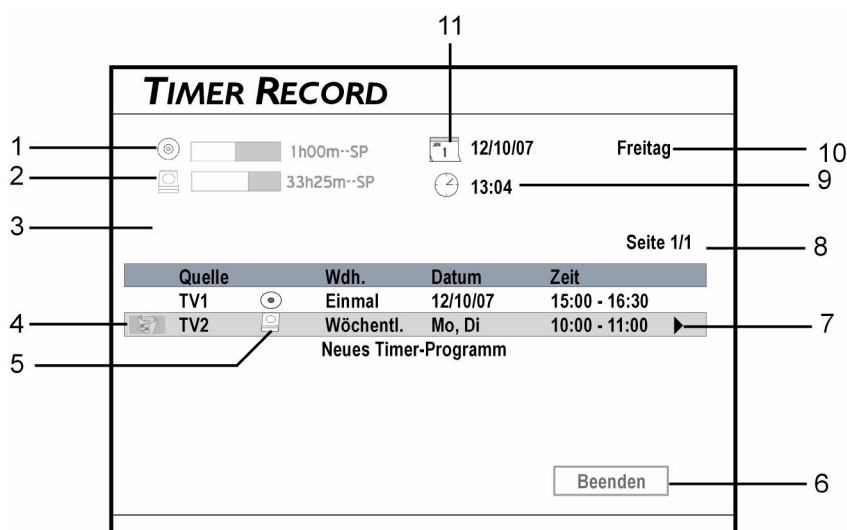 11
TIMER RECORD
1
1h00m--SP
JAN
1
12/10/07
Freitag
10
2
33h25m--SP
13:04
9
3
Seite 1/1
8
Quelle Wdh. Datum Zeit
TV1 Einmal 12/10/07 15:00 - 16:30
4
TV2 Wöchentl. Mo, Di 10:00 - 11:00
7
5
Neues Timer-Programm
Beenden
6